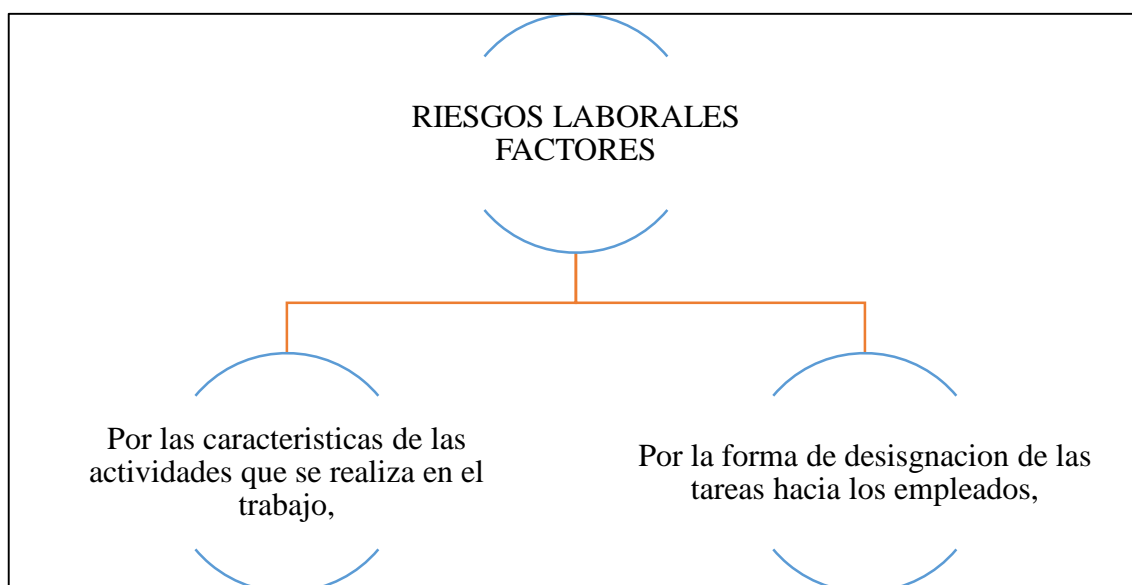 RIESGOS LABORALES
FACTORES
Por las caracteristicas de las
actividades que se realiza en el
trabajo,
Por la forma de desisgnacion de las
tareas hacia los empleados,